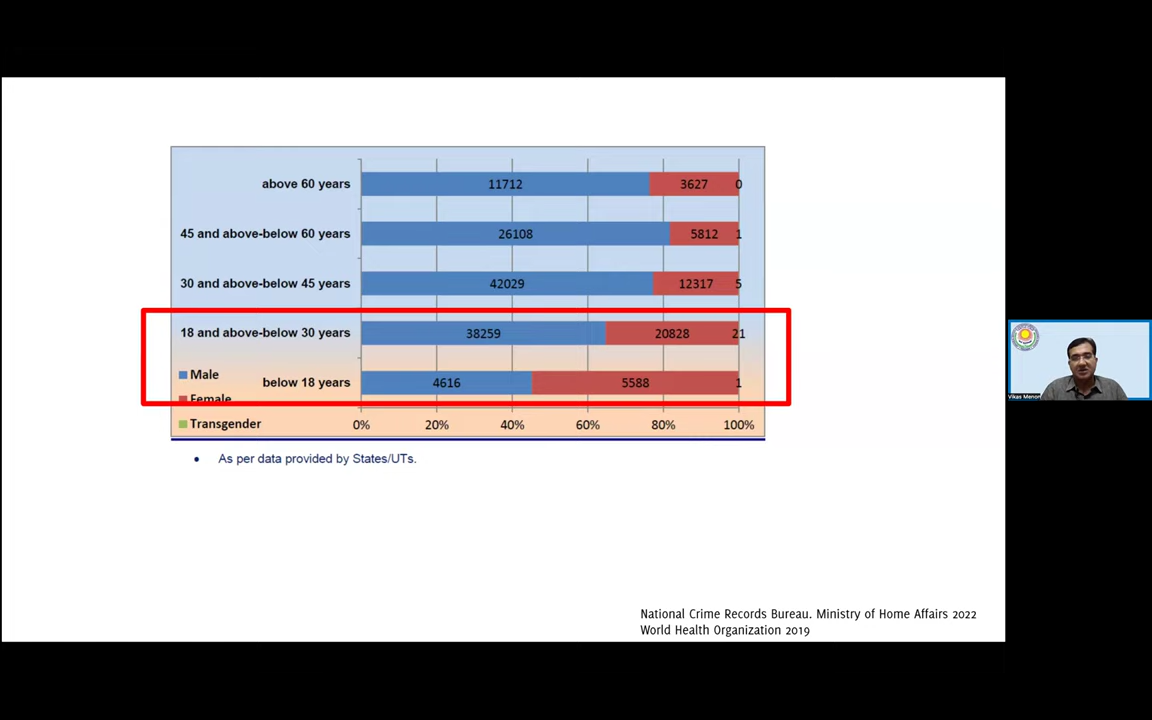 above 60 years 11712 3627 0
45 and above-below 60 years 26108 5812 1
30 and above-below 45 years 42029 12317 5
18 and above-below 30 years 38259 20828 21
below 18 years 4616 5588 1
Male
Female
Transgender
0% 20% 40% 60% 80% 100%
• As per data provided by States/UTs.
National Crime Records Bureau. Ministry of Home Affairs 2022
World Health Organization 2019
Vikas Menon